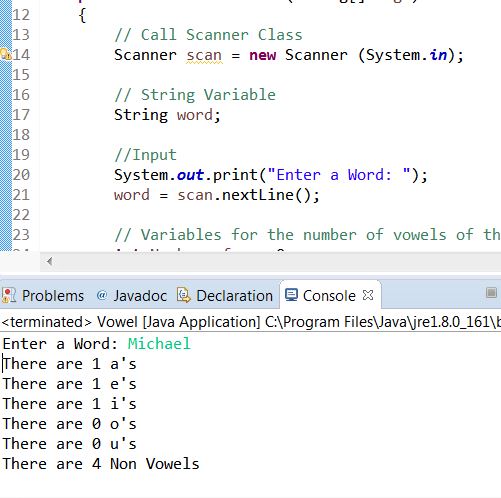 12 {
13 // Call Scanner Class
14 Scanner scan = new Scanner (System.in);
15
16 // String Variable
17 String word;
18
19 //Input
20 System.out.print("Enter a Word: ");
21 word = scan.nextLine();
22
23 // Variables for the number of vowels of th
Problems @ Javadoc Declaration Console
<terminated> Vowel [Java Application] C:\Program Files\Java\jre1.8.0_161\b
Enter a Word: Michael
There are 1 a's
There are 1 e's
There are 1 i's
There are 0 o's
There are 0 u's
There are 4 Non Vowels